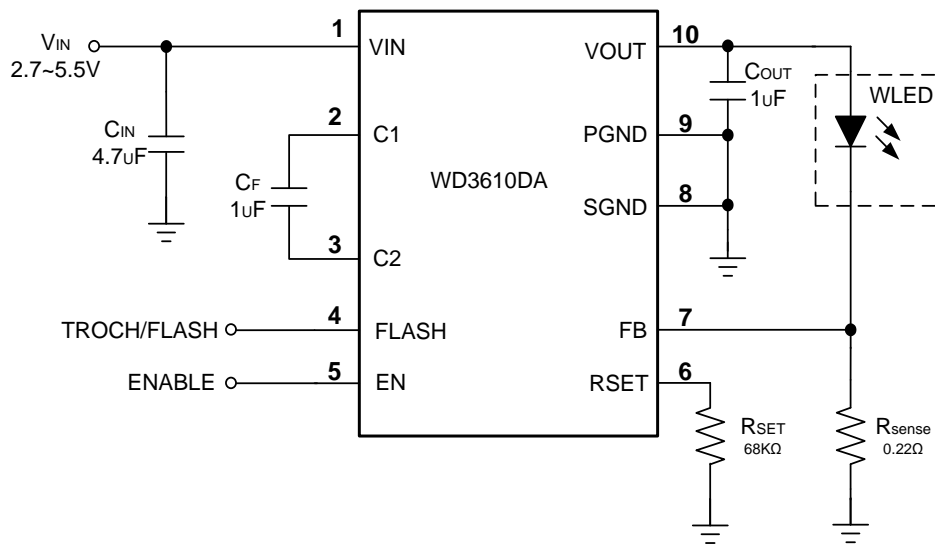 VIN
2.7~5.5V
CIN
4.7uF
CF
1uF
TROCH/FLASH
ENABLE
1
2
3
4
5
VIN
C1
C2
FLASH
EN
WD3610DA
VOUT
PGND
SGND
FB
RSET
10
9
8
7
6
COUT
1uF
WLED
RSET
68KΩ
Rsense
0.22Ω